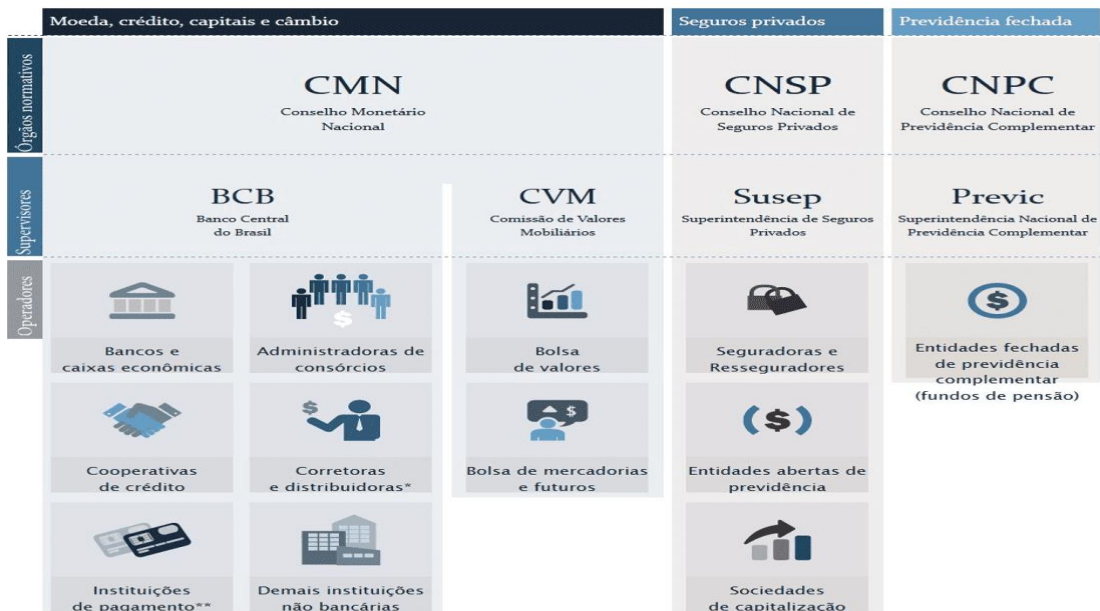 Moeda, crédito, capitais e câmbio
Seguros privados
Previdência fechada
Órgãos normativos
CMN
Conselho Monetário
Nacional
CNSP
Conselho Nacional de
Seguros Privados
CNPC
Conselho Nacional de
Previdência Complementar
Supervisores
BCB
Banco Central
do Brasil
CVM
Comissão de Valores
Mobiliários
Susep
Superintendência de Seguros
Privados
Previc
Superintendência Nacional de
Previdência Complementar
Operadores
Bancos e
caixas econômicas
Administradoras de
consórcios
Bolsa
de valores
Seguradoras e
Resseguradores
Entidades fechadas
de previdência
complementar
(fundos de pensão)
Cooperativas
de crédito
Corretoras
e distribuidoras*
Bolsa de mercadorias
e futuros
Entidades abertas de
previdência
Instituições
de pagamento**
Demais instituições
não bancárias
Sociedades
de capitalização